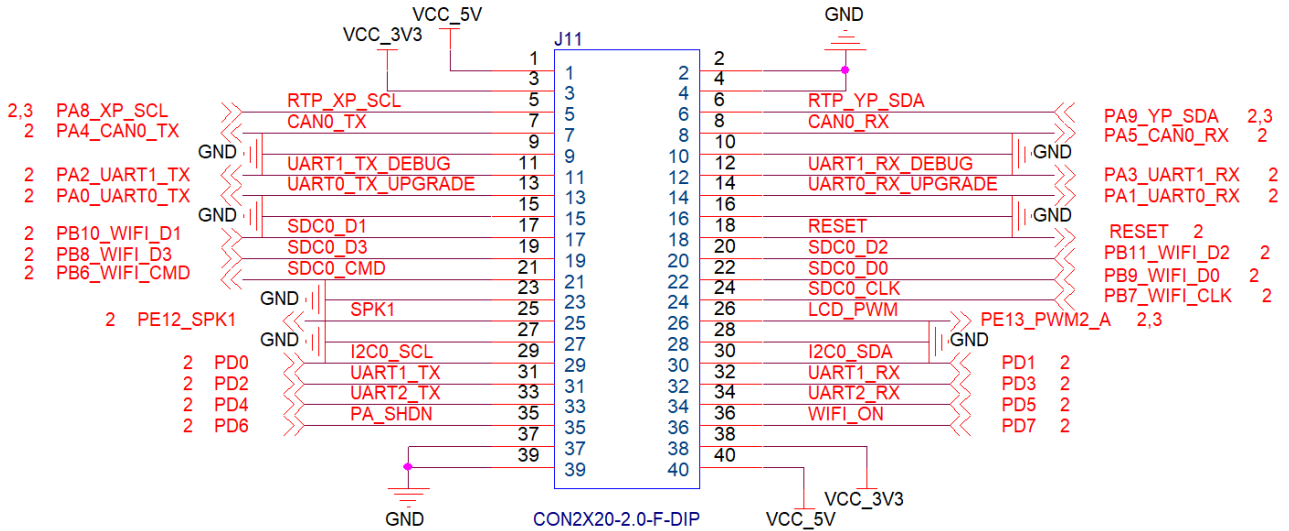 VCC_5V GND
VCC_3V3 J11
1 1 2 2
3 3 4 4
2,3 PA8_XP_SCL RTP_XP_SCL 5 5 6 6 RTP_YP_SDA PA9_YP_SDA 2,3
2 PA4_CAN0_TX CAN0_TX 7 7 8 8 CAN0_RX PA5_CAN0_RX 2
GND 9 9 10 10 GND
2 PA2_UART1_TX UART1_TX_DEBUG 11 11 12 12 UART1_RX_DEBUG PA3_UART1_RX 2
2 PA0_UART0_TX UART0_TX_UPGRADE 13 13 14 14 UART0_RX_UPGRADE PA1_UART0_RX 2
GND 15 15 16 16 GND
2 PB10_WIFI_D1 SDC0_D1 17 17 18 18 RESET RESET 2
2 PB8_WIFI_D3 SDC0_D3 19 19 20 20 SDC0_D2 PB11_WIFI_D2 2
2 PB6_WIFI_CMD SDC0_CMD 21 21 22 22 SDC0_D0 PB9_WIFI_D0 2
GND 23 23 24 24 SDC0_CLK PB7_WIFI_CLK 2
2 PE12_SPK1 SPK1 25 25 26 26 LCD_PWM PE13_PWM2_A 2,3
GND 27 27 28 28 GND
2 PD0 I2C0_SCL 29 29 30 30 I2C0_SDA PD1 2
2 PD2 UART1_TX 31 31 32 32 UART1_RX PD3 2
2 PD4 UART2_TX 33 33 34 34 UART2_RX PD5 2
2 PD6 PA_SHDN 35 35 36 36 WIFI_ON PD7 2
37 37 38 38
39 39 40 40
VCC_3V3
GND CON2X20-2.0-F-DIP VCC_5V